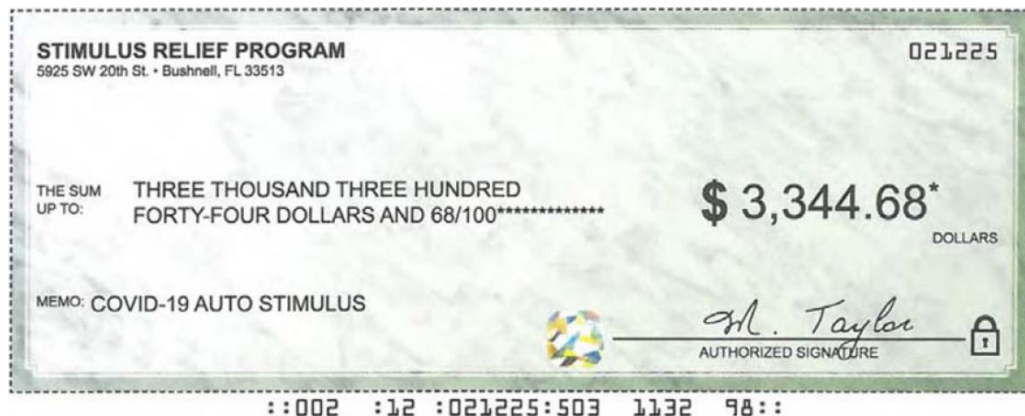 STIMULUS RELIEF PROGRAM
5925 SW 20th St. • Bushnell, FL 33513
021225
THE SUM UP TO:
THREE THOUSAND THREE HUNDRED
FORTY-FOUR DOLLARS AND 68/100*************
$ 3,344.68*
DOLLARS
MEMO: COVID-19 AUTO STIMULUS
M. Taylor
AUTHORIZED SIGNATURE
::002 :12 :021225:503 1132 98::